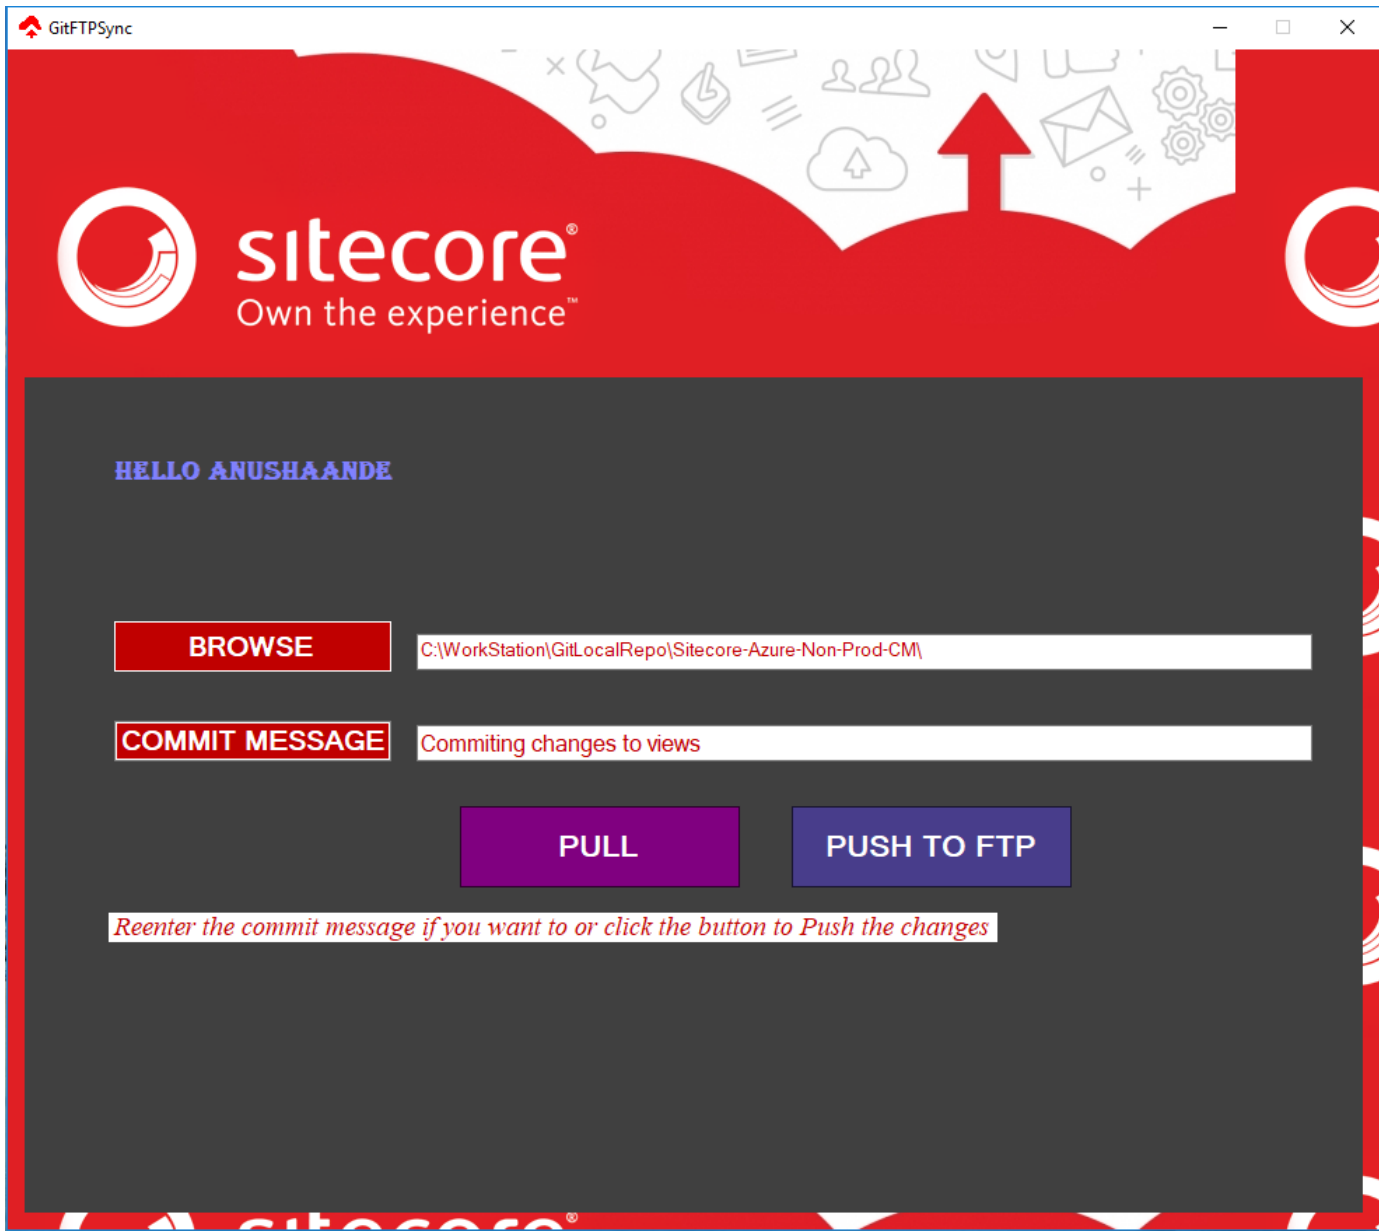 GitFTPSync
sitecore®
Own the experience™
HELLO ANUSHAANDE
BROWSE
C:\WorkStation\GitLocalRepo\Sitecore-Azure-Non-Prod-CM\
COMMIT MESSAGE
Commiting changes to views
PULL
PUSH TO FTP
Reenter the commit message if you want to or click the button to Push the changes
sitecore®